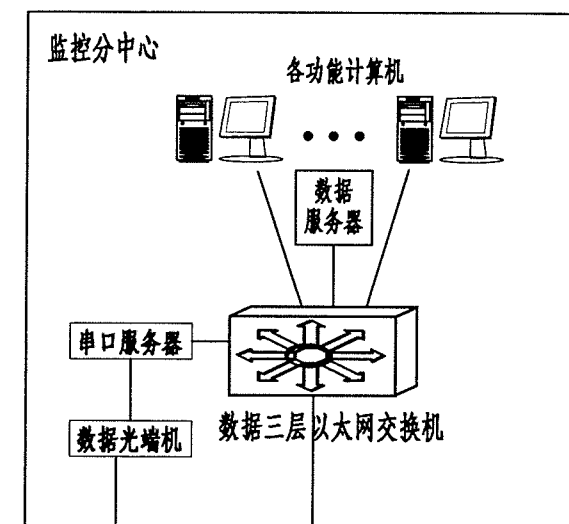 监控分中心
各功能计算机
数据
服务器
串口服务器
数据三层以太网交换机
数据光端机